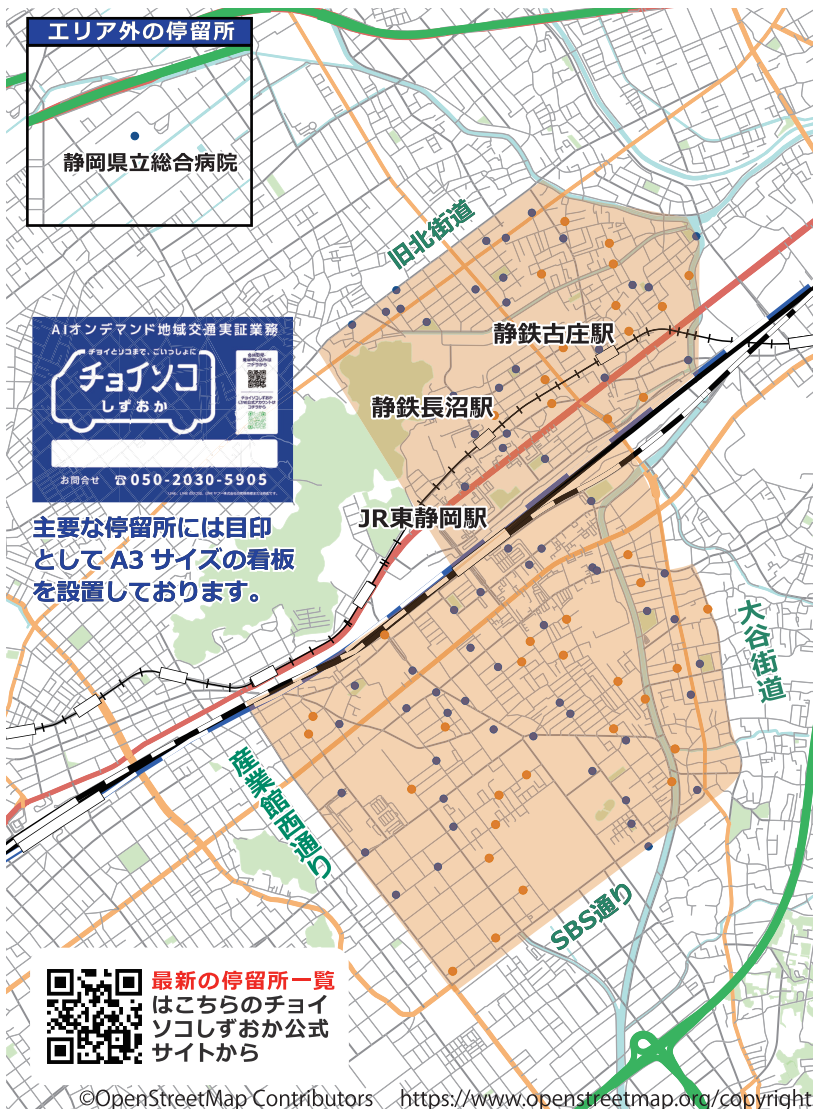 エリア外の停留所
静岡県立総合病院
旧北街道
AIオンデマンド地域交通実証業務
チョイとソコまで、ごいっしょに
チョイソコ
しずおか
お問合せ ☎050-2030-5905
静鉄古庄駅
静鉄長沼駅
JR東静岡駅
主要な停留所には目印
としてA3サイズの看板
を設置しております。
大谷街道
産業館西通り
SBS通り
最新の停留所一覧
はこちらのチョイ
ソコしずおか公式
サイトから
©OpenStreetMap Contributors https://www.openstreetmap.org/copyright